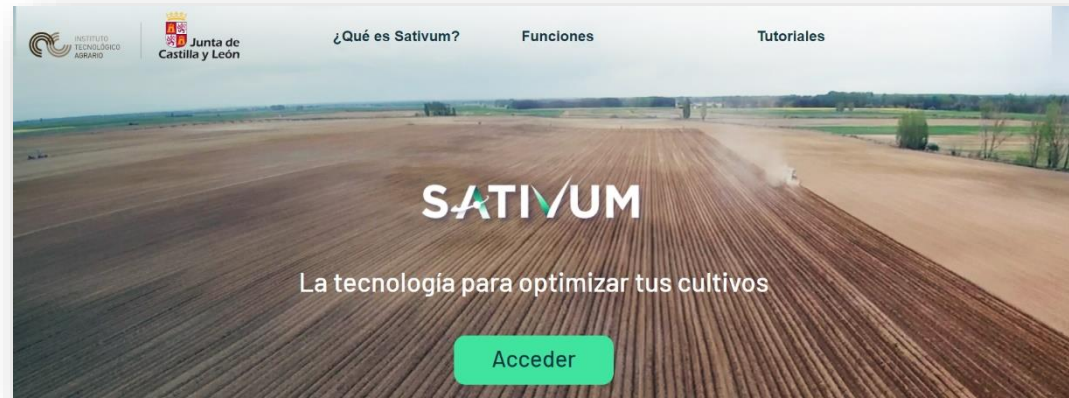 INSTITUTO
TECNOLÓGICO
AGRARIO
Junta de
Castilla y León
¿Qué es Sativum?
Funciones
Tutoriales
SATIVUM
La tecnología para optimizar tus cultivos
Acceder